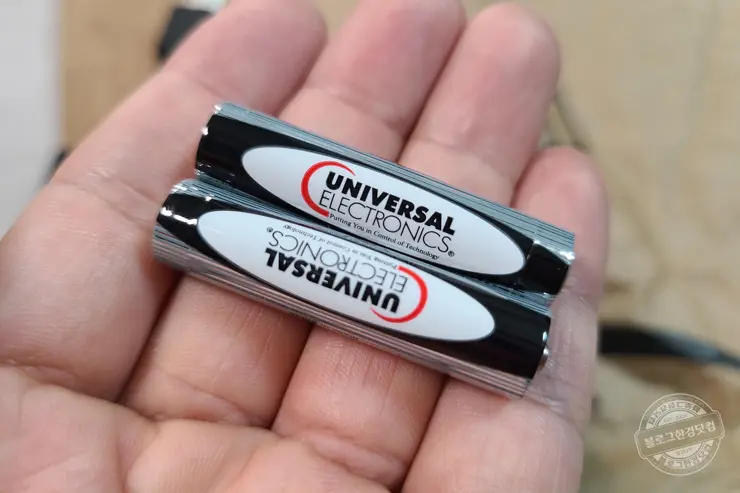 UNIVERSAL
ELECTRONICS®
Putting You in Control of Technology
UNIVERSAL
ELECTRONICS®
Putting You in Control of Technology
블로그한경닷컴